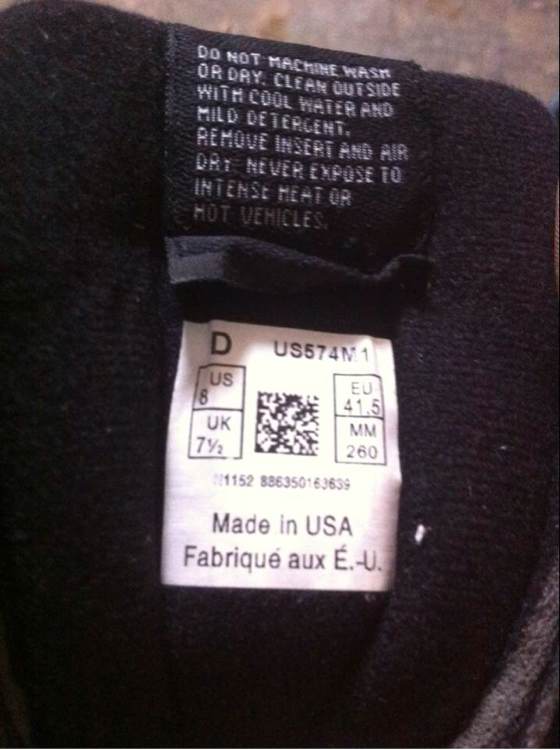 DO NOT MACHINE WASH
OR DRY. CLEAN OUTSIDE
WITH COOL WATER AND
MILD DETERGENT.
REMOVE INSERT AND AIR
DRY. NEVER EXPOSE TO
INTENSE HEAT OR
HOT VEHICLES.
D US574M1
US
8
UK
7½
EU
41.5
MM
260
886350163639
Made in USA
Fabriqué aux É.-U.